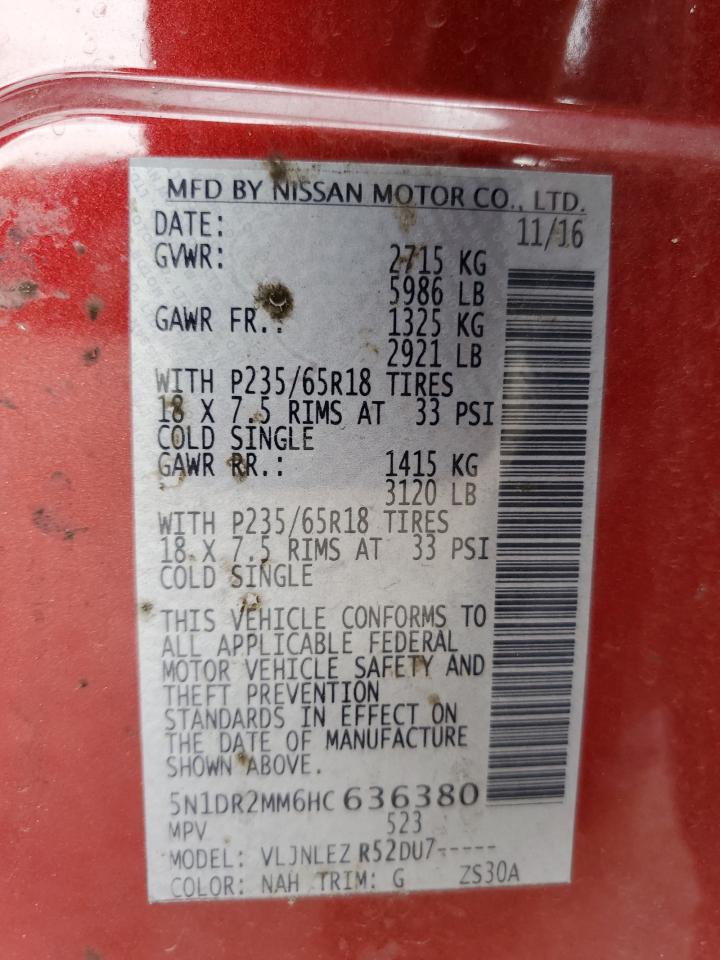 MFD BY NISSAN MOTOR CO., LTD.
DATE: 11/16
GVWR: 2715 KG
5986 LB
GAWR FR.: 1325 KG
2921 LB
WITH P235/65R18 TIRES
18 X 7.5 RIMS AT 33 PSI
COLD SINGLE
GAWR RR.: 1415 KG
3120 LB
WITH P235/65R18 TIRES
18 X 7.5 RIMS AT 33 PSI
COLD SINGLE
THIS VEHICLE CONFORMS TO
ALL APPLICABLE FEDERAL
MOTOR VEHICLE SAFETY AND
THEFT PREVENTION
STANDARDS IN EFFECT ON
THE DATE OF MANUFACTURE
SHOWN ABOVE.
5N1DR2MM6HC 636380
MPV 523
MODEL: VLJNLEZ R52DU7-----
COLOR: NAH TRIM: G ZS30A